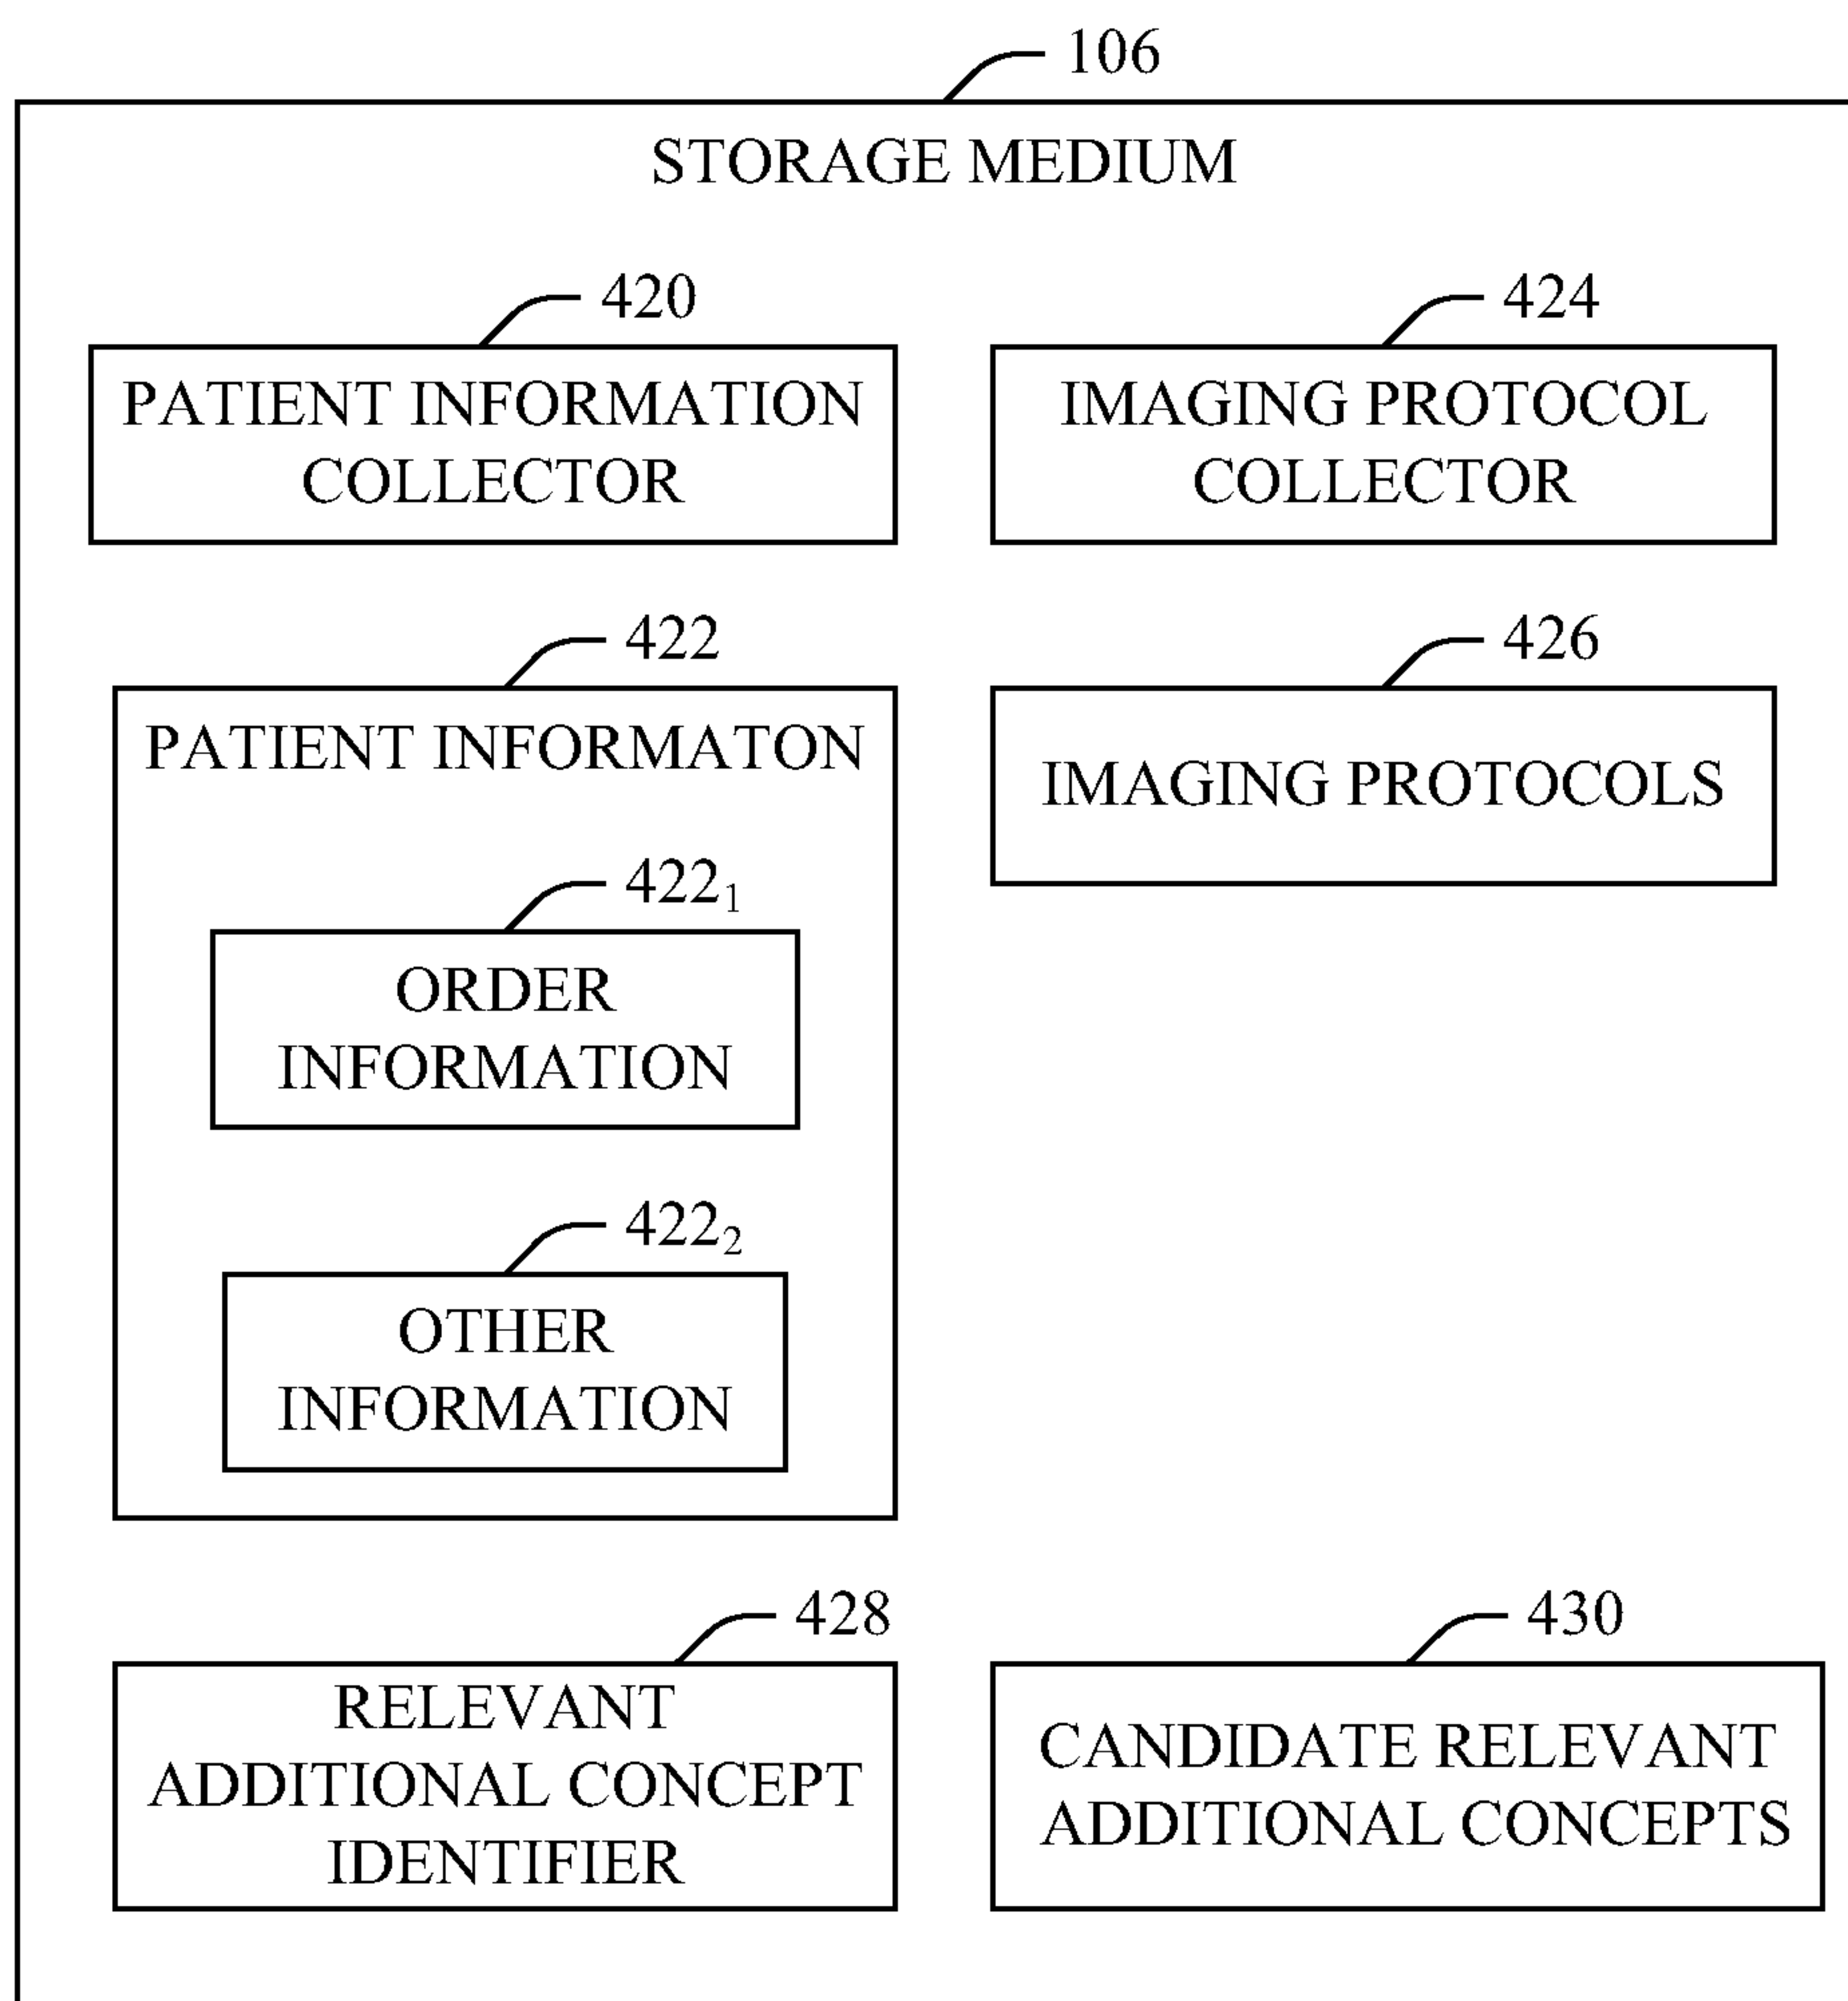 106
STORAGE MEDIUM
420
PATIENT INFORMATION
COLLECTOR
424
IMAGING PROTOCOL
COLLECTOR
422
PATIENT INFORMATON
422₁
ORDER
INFORMATION
422₂
OTHER
INFORMATION
426
IMAGING PROTOCOLS
428
RELEVANT
ADDITIONAL CONCEPT
IDENTIFIER
430
CANDIDATE RELEVANT
ADDITIONAL CONCEPTS